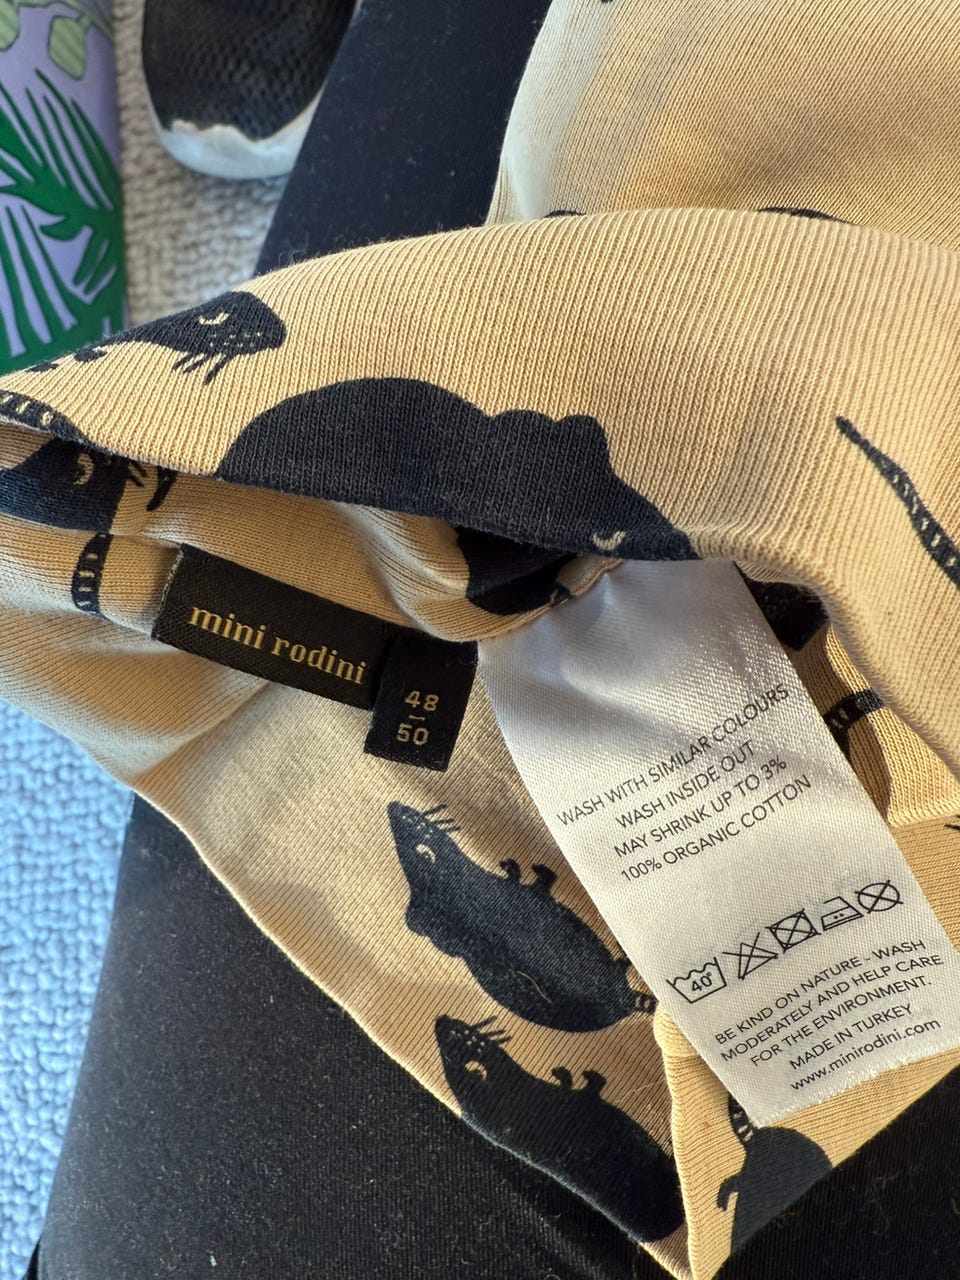 mini rodini
48
50
WASH WITH SIMILAR COLOURS
WASH INSIDE OUT
MAY SHRINK UP TO 3%
100% ORGANIC COTTON
40°
BE KIND ON NATURE - WASH
MODERATELY AND HELP CARE
FOR THE ENVIRONMENT.
MADE IN TURKEY
www.minirodini.com